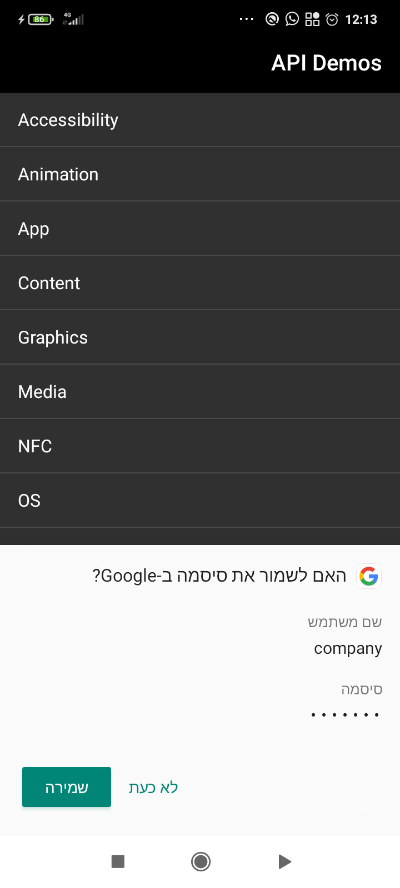 86 4G ... 12:13
API Demos
Accessibility
Animation
App
Content
Graphics
Media
NFC
OS
האם לשמור את סיסמה ב-Google?
שם משתמש
company
סיסמה
•••••••
לא כעת שמירה